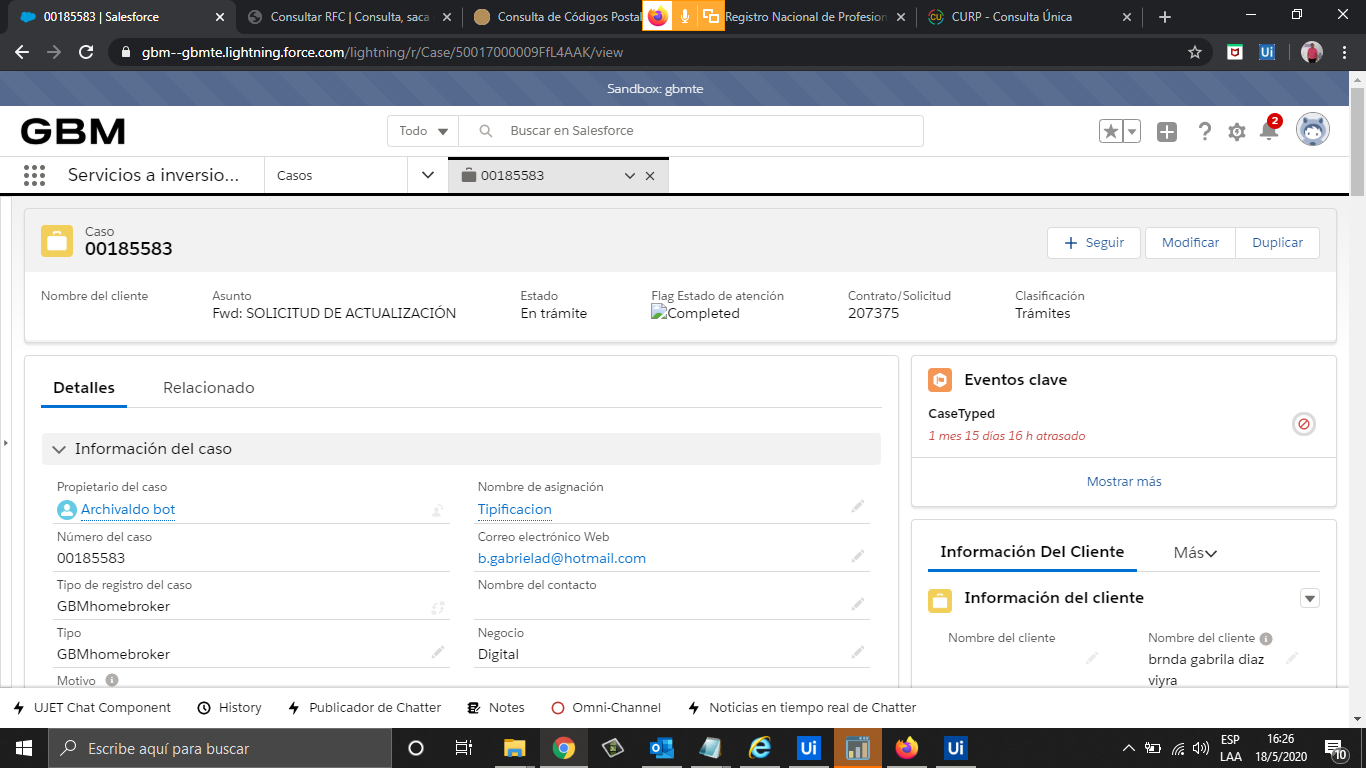 00185583 | Salesforce
Consultar RFC | Consulta, saca
Consulta de Códigos Postal
Registro Nacional de Profesion
CURP - Consulta Única
gbm--gbmte.lightning.force.com/lightning/r/Case/50017000009FfL4AAK/view
Sandbox: gbmte
GBM
Todo
Buscar en Salesforce
2
Servicios a inversio...
Casos
00185583
Caso
00185583
Seguir
Modificar
Duplicar
Nombre del cliente
Asunto
Fwd: SOLICITUD DE ACTUALIZACIÓN
Estado
En trámite
Flag Estado de atención
Completed
Contrato/Solicitud
207375
Clasificación
Trámites
Detalles
Relacionado
Información del caso
Propietario del caso
Archivaldo bot
Nombre de asignación
Tipificacion
Número del caso
00185583
Correo electrónico Web
b.gabrielad@hotmail.com
Tipo de registro del caso
GBMhomebroker
Nombre del contacto
Tipo
GBMhomebroker
Negocio
Digital
Motivo
Eventos clave
CaseTyped
1 mes 15 días 16 h atrasado
Mostrar más
Información Del Cliente
Más
Información del cliente
Nombre del cliente
Nombre del cliente
brnda gabrila diaz
viyra
UJET Chat Component
History
Publicador de Chatter
Notes
Omni-Channel
Noticias en tiempo real de Chatter
Escribe aquí para buscar
ESP
LAA
16:26
18/5/2020
10